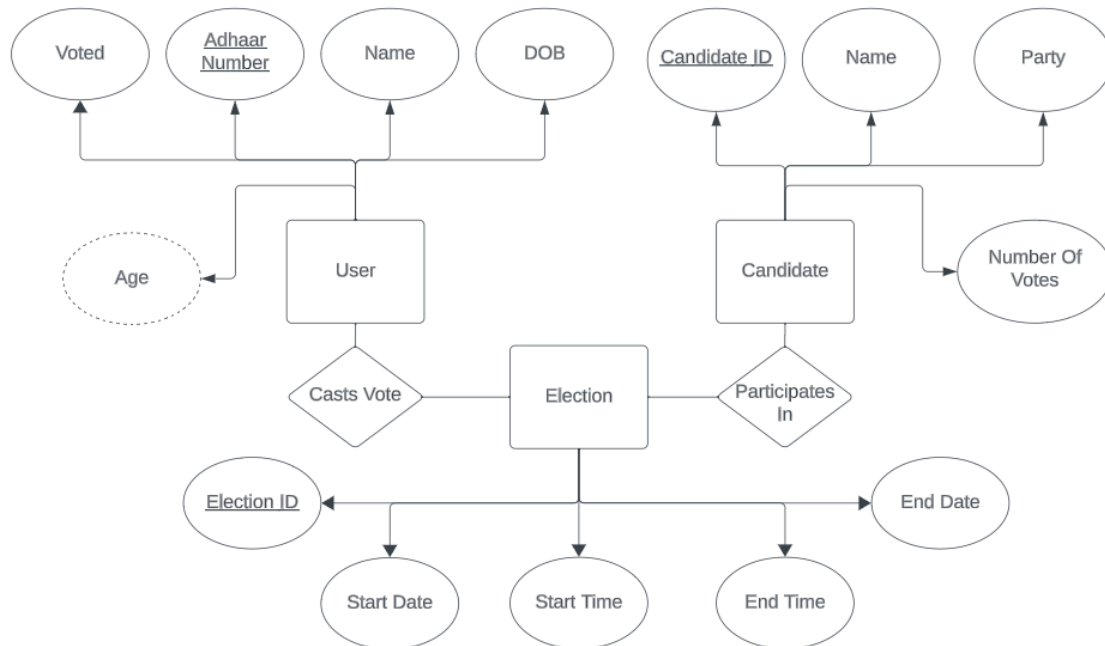 Voted
Adhaar
Number
Name
DOB
Candidate ID
Name
Party
Age
User
Candidate
Number Of
Votes
Casts Vote
Election
Participates
In
Election ID
End Date
Start Date
Start Time
End Time